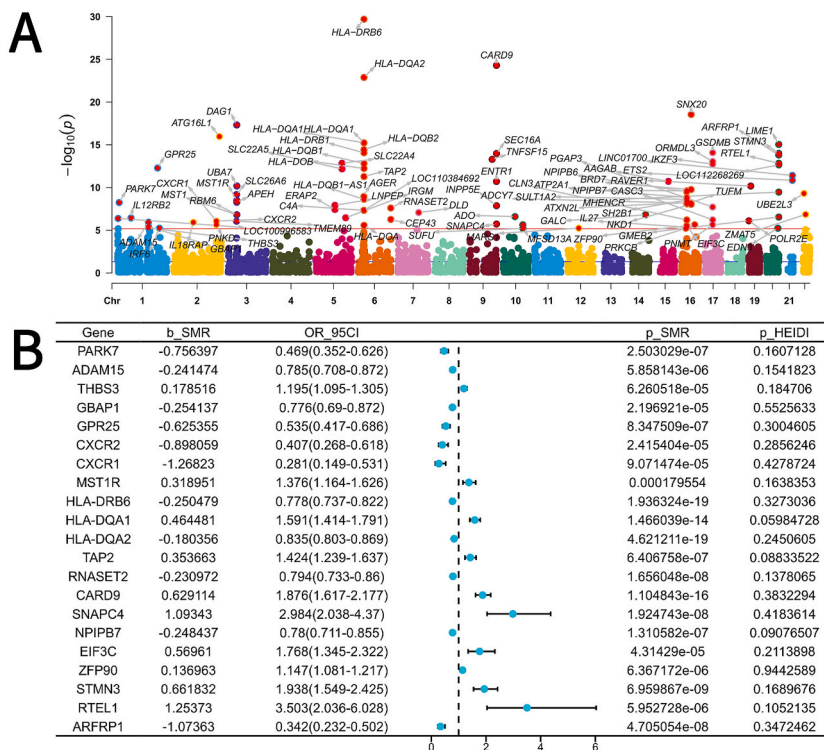 A
30
HLA-DRB6
25
CARD9
HLA-DQA2
20
SNX20
DAG1
ARFRP1 LIME1
ATG16L1
HLA-DQA1 HLA-DQA1
HLA-DQB2
SEC16A
GSDMB STMN3
15
HLA-DRB1
ORMDL3
RTEL1
GPR25
SLC22A5
SLC22A4
TNFSF15
LINC01700 IKZF3
HLA-DQB1
PGAP3
UBA7
HLA-DOB
TAP2
ENTR1
NPIPB6 AAGAB ETS2 LOC112268269
10
CXCR1
MST1R SLC26A6
HLA-DQB1-AS1 AGER LOC110384692
CLN3 ATP2A1 BRD7 RAVER1
PARK7
MST1
APEH
ERAP2
LNPEP IRGM
INPP5E
SULT1A2 NPIPB7 CASC3
TUFM
IL12RB2
RBM6
C4A
RNASET2 DLD
ADCY7
ATXN2L MHENCR
UBE2L3
CXCR2
ADO
GALC IL27 SH2B1
LOC100996583
TMEM80
CEP43
SNAPC4
GMEB2 NKD1
5
ADAM15
IL18RAP
PNKD
THBS3
HLA-DOA
SUFU
MARS
MFSD13A ZFP90
PNMT EIF3C
ZMAT5
POLR2E
IRF6
GBAP1
PRKCB
EDN3
0
−log10(p)
Chr 1 2 3 4 5 6 7 8 9 10 11 12 13 14 15 16 17 18 19 21
B
Gene b_SMR OR_95CI p_SMR p_HEIDI
PARK7 -0.756397 0.469(0.352-0.626) 2.503029e-07 0.1607128
ADAM15 -0.241474 0.785(0.708-0.872) 5.858143e-06 0.1541823
THBS3 0.178516 1.195(1.095-1.305) 6.260518e-05 0.184706
GBAP1 -0.254137 0.776(0.69-0.872) 2.196921e-05 0.5525633
GPR25 -0.625355 0.535(0.417-0.686) 8.347509e-07 0.3004605
CXCR2 -0.898059 0.407(0.268-0.618) 2.415404e-05 0.2856246
CXCR1 -1.26823 0.281(0.149-0.531) 9.071474e-05 0.4278724
MST1R 0.318951 1.376(1.164-1.626) 0.000179554 0.1638353
HLA-DRB6 -0.250479 0.778(0.737-0.822) 1.936324e-19 0.3273036
HLA-DQA1 0.464481 1.591(1.414-1.791) 1.466039e-14 0.05984728
HLA-DQA2 -0.180356 0.835(0.803-0.869) 4.621211e-19 0.2450605
TAP2 0.353663 1.424(1.239-1.637) 6.406758e-07 0.08833522
RNASET2 -0.230972 0.794(0.733-0.86) 1.656048e-08 0.1378065
CARD9 0.629114 1.876(1.617-2.177) 1.104843e-16 0.3832294
SNAPC4 1.09343 2.984(2.038-4.37) 1.924743e-08 0.4183614
NPIPB7 -0.248437 0.78(0.711-0.855) 1.310582e-07 0.09076507
EIF3C 0.56961 1.768(1.345-2.322) 4.31429e-05 0.2113898
ZFP90 0.136963 1.147(1.081-1.217) 6.367172e-06 0.9442589
STMN3 0.661832 1.938(1.549-2.425) 6.959867e-09 0.1689676
RTEL1 1.25373 3.503(2.036-6.028) 5.952728e-06 0.1052135
ARFRP1 -1.07363 0.342(0.232-0.502) 4.705054e-08 0.3472462
0 2 4 6